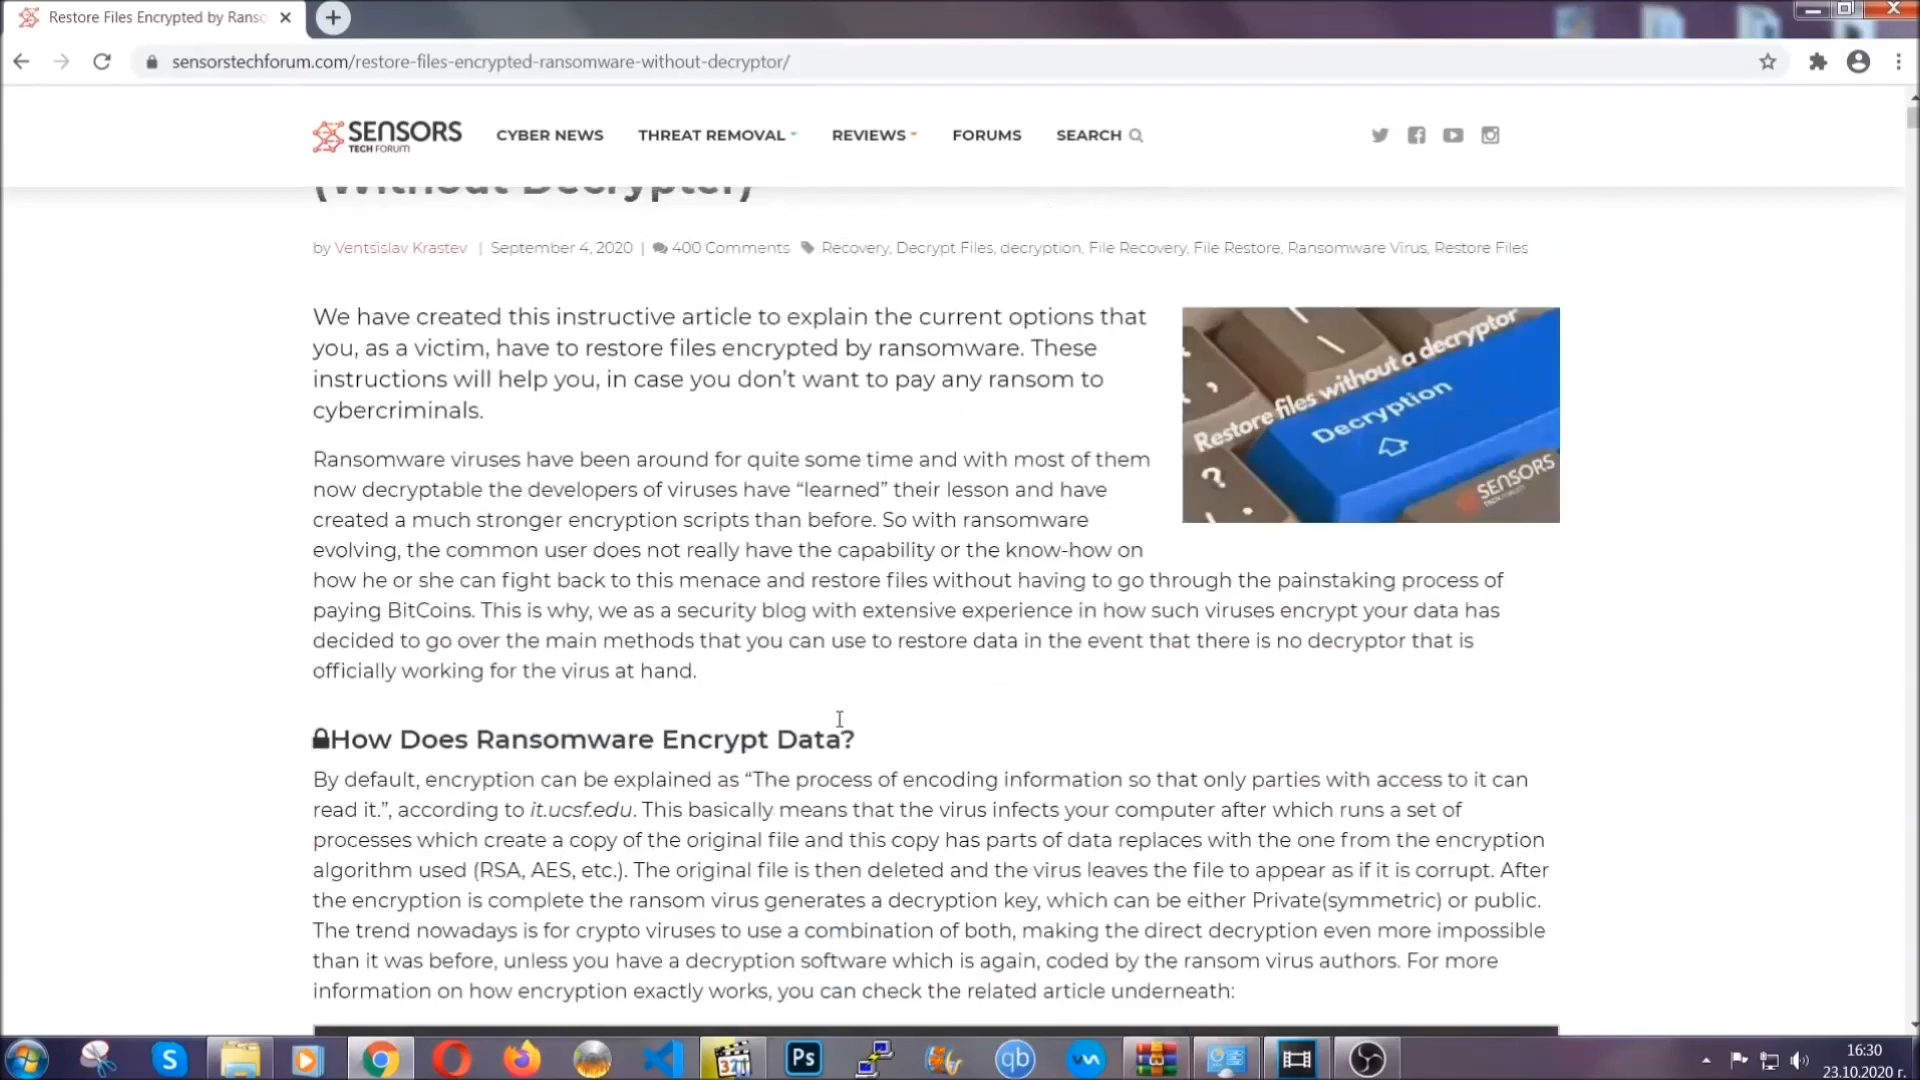 Restore Files Encrypted by Ranso
sensorstechforum.com/restore-files-encrypted-ransomware-without-decryptor/
SENSORS
TECH FORUM
CYBER NEWS THREAT REMOVAL REVIEWS FORUMS SEARCH
(Without Decrypter)
by Ventsislav Krastev | September 4, 2020 | 400 Comments Recovery, Decrypt Files, decryption, File Recovery, File Restore, Ransomware Virus, Restore Files
We have created this instructive article to explain the current options that
you, as a victim, have to restore files encrypted by ransomware. These
instructions will help you, in case you don’t want to pay any ransom to
cybercriminals.
Restore files without a decryptor
Decryption
SENSORS
TECH FORUM
Ransomware viruses have been around for quite some time and with most of them
now decryptable the developers of viruses have “learned” their lesson and have
created a much stronger encryption scripts than before. So with ransomware
evolving, the common user does not really have the capability or the know-how on
how he or she can fight back to this menace and restore files without having to go through the painstaking process of
paying BitCoins. This is why, we as a security blog with extensive experience in how such viruses encrypt your data has
decided to go over the main methods that you can use to restore data in the event that there is no decryptor that is
officially working for the virus at hand.
How Does Ransomware Encrypt Data?
By default, encryption can be explained as “The process of encoding information so that only parties with access to it can
read it.”, according to it.ucsf.edu. This basically means that the virus infects your computer after which runs a set of
processes which create a copy of the original file and this copy has parts of data replaces with the one from the encryption
algorithm used (RSA, AES, etc.). The original file is then deleted and the virus leaves the file to appear as if it is corrupt. After
the encryption is complete the ransom virus generates a decryption key, which can be either Private(symmetric) or public.
The trend nowadays is for crypto viruses to use a combination of both, making the direct decryption even more impossible
than it was before, unless you have a decryption software which is again, coded by the ransom virus authors. For more
information on how encryption exactly works, you can check the related article underneath:
S
321
Ps
qb
16:30
23.10.2020 г.